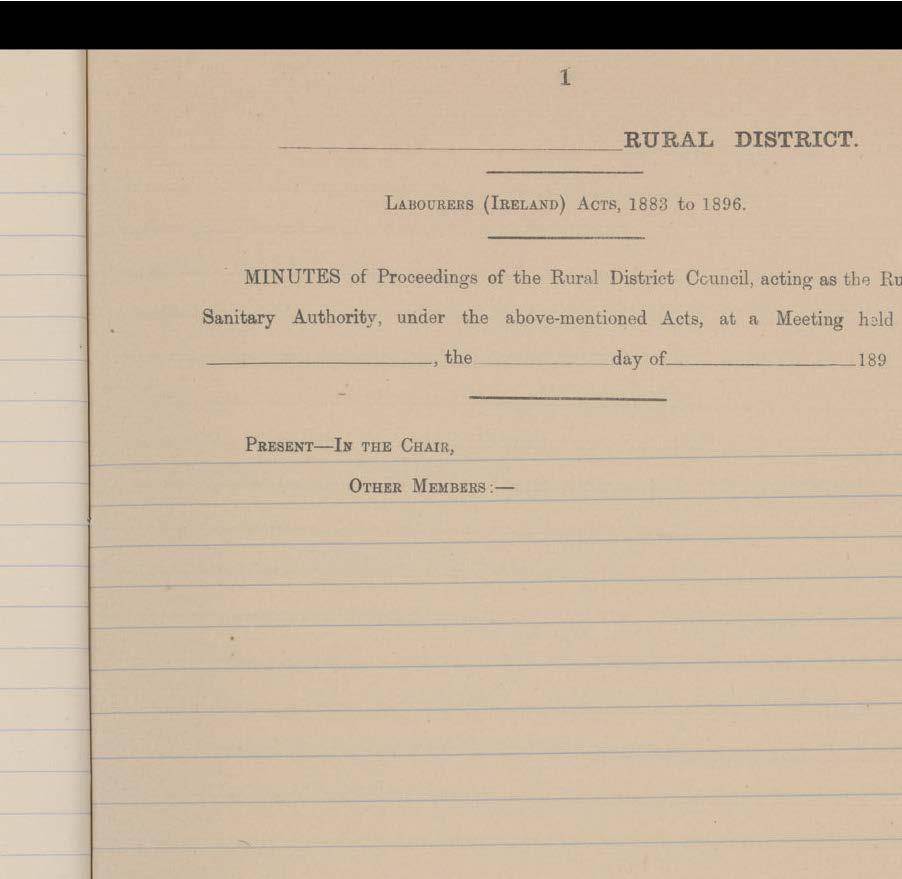 1
RURAL DISTRICT.
LABOURERS (IRELAND) ACTS, 1883 to 1896.
MINUTES of Proceedings of the Rural District Council, acting as the Ru
Sanitary Authority, under the above-mentioned Acts, at a Meeting held
, the day of 189
PRESENT—IN THE CHAIR,
OTHER MEMBERS:—